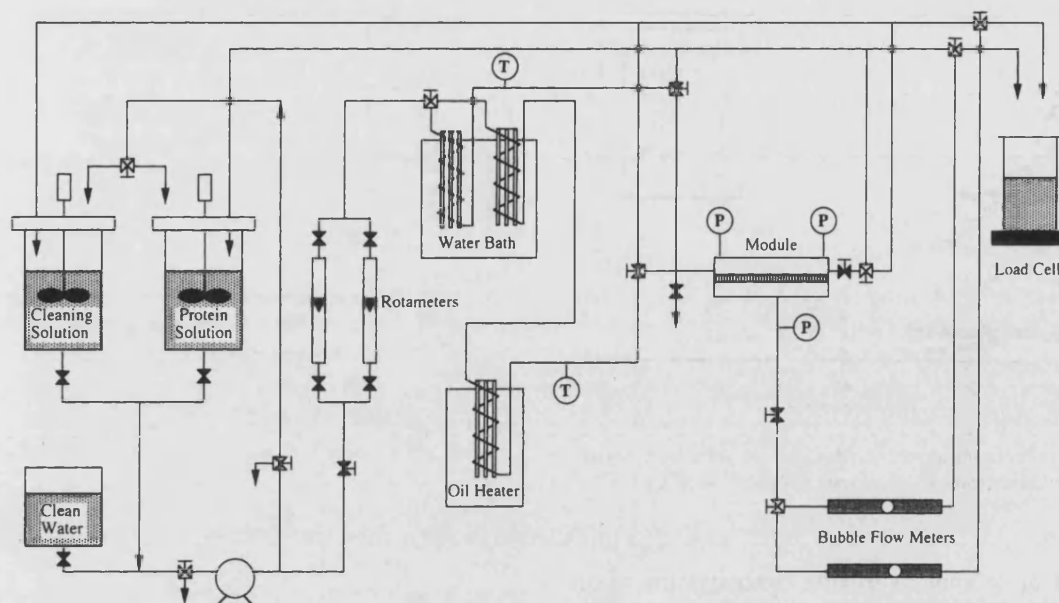 T
P
P
Module
Water Bath
Load Cell
Cleaning
Solution
Protein
Solution
Rotameters
P
T
Oil Heater
Clean
Water
Bubble Flow Meters